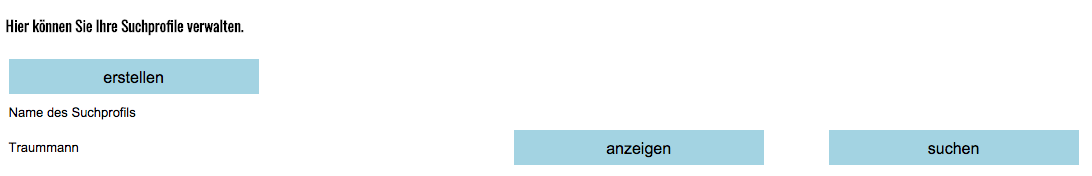 Hier können Sie Ihre Suchprofile verwalten.
erstellen
Name des Suchprofils
Traummann anzeigen suchen